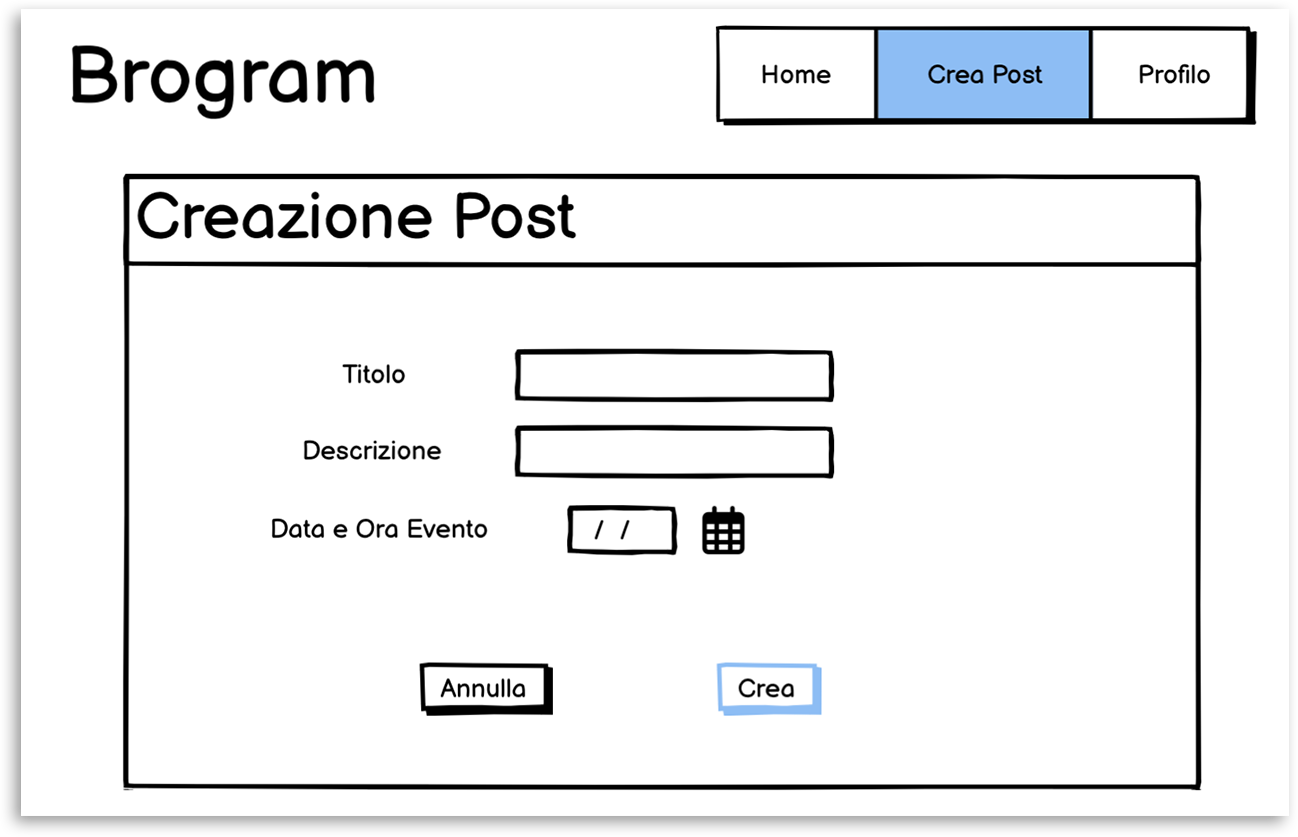 Brogram
Home Crea Post Profilo
Creazione Post
Titolo
Descrizione
Data e Ora Evento / /
Annulla Crea